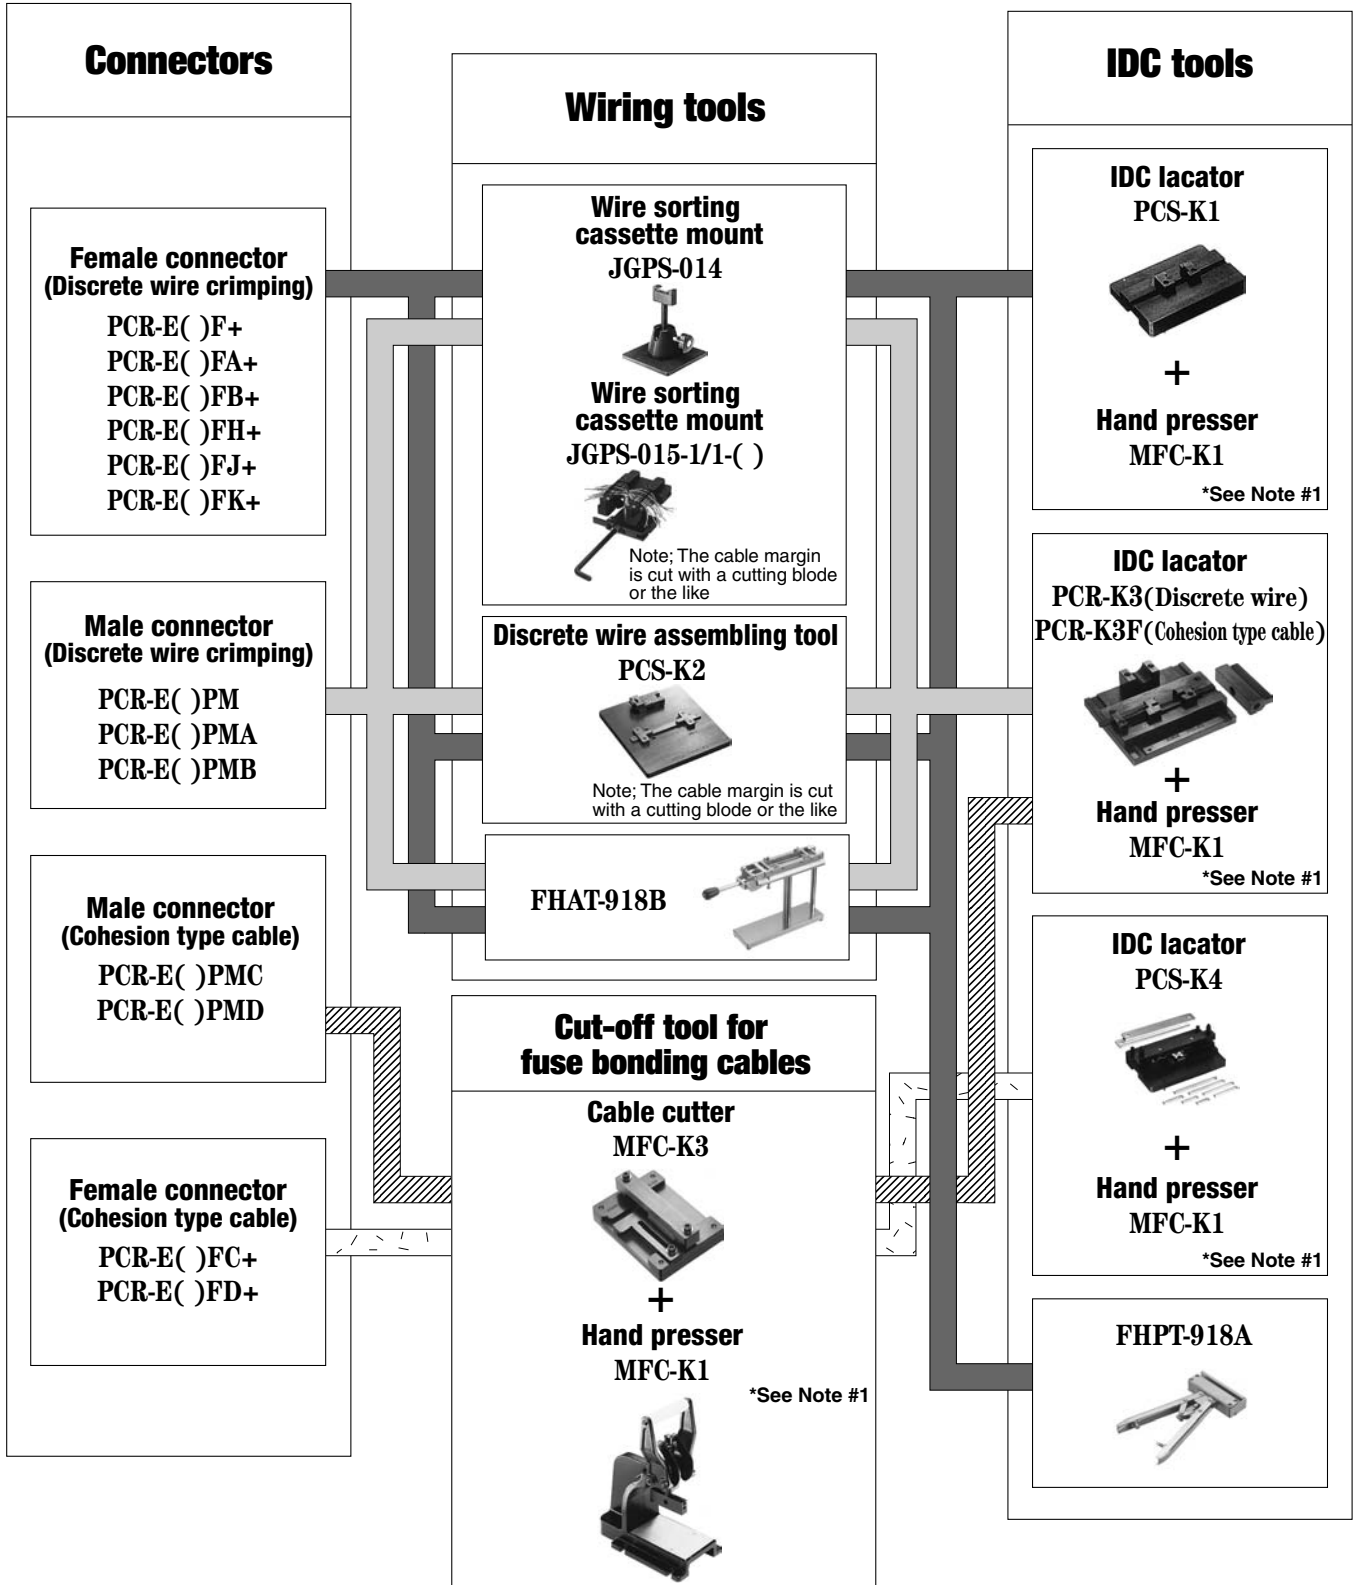 Connectors
Female connector
(Discrete wire crimping)
PCR-E( )F+
PCR-E( )FA+
PCR-E( )FB+
PCR-E( )FH+
PCR-E( )FJ+
PCR-E( )FK+
Male connector
(Discrete wire crimping)
PCR-E( )PM
PCR-E( )PMA
PCR-E( )PMB
Male connector
(Cohesion type cable)
PCR-E( )PMC
PCR-E( )PMD
Female connector
(Cohesion type cable)
PCR-E( )FC+
PCR-E( )FD+
Wiring tools
Wire sorting
cassette mount
JGPS-014
Wire sorting
cassette mount
JGPS-015-1/1-( )
Note; The cable margin
is cut with a cutting blode
or the like
Discrete wire assembling tool
PCS-K2
Note; The cable margin is cut
with a cutting blode or the like
FHAT-918B
Cut-off tool for
fuse bonding cables
Cable cutter
MFC-K3
+
Hand presser
MFC-K1
*See Note #1
IDC tools
IDC lacator
PCS-K1
+
Hand presser
MFC-K1
*See Note #1
IDC lacator
PCR-K3(Discrete wire)
PCR-K3F(Cohesion type cable)
+
Hand presser
MFC-K1
*See Note #1
IDC lacator
PCS-K4
+
Hand presser
MFC-K1
*See Note #1
FHPT-918A